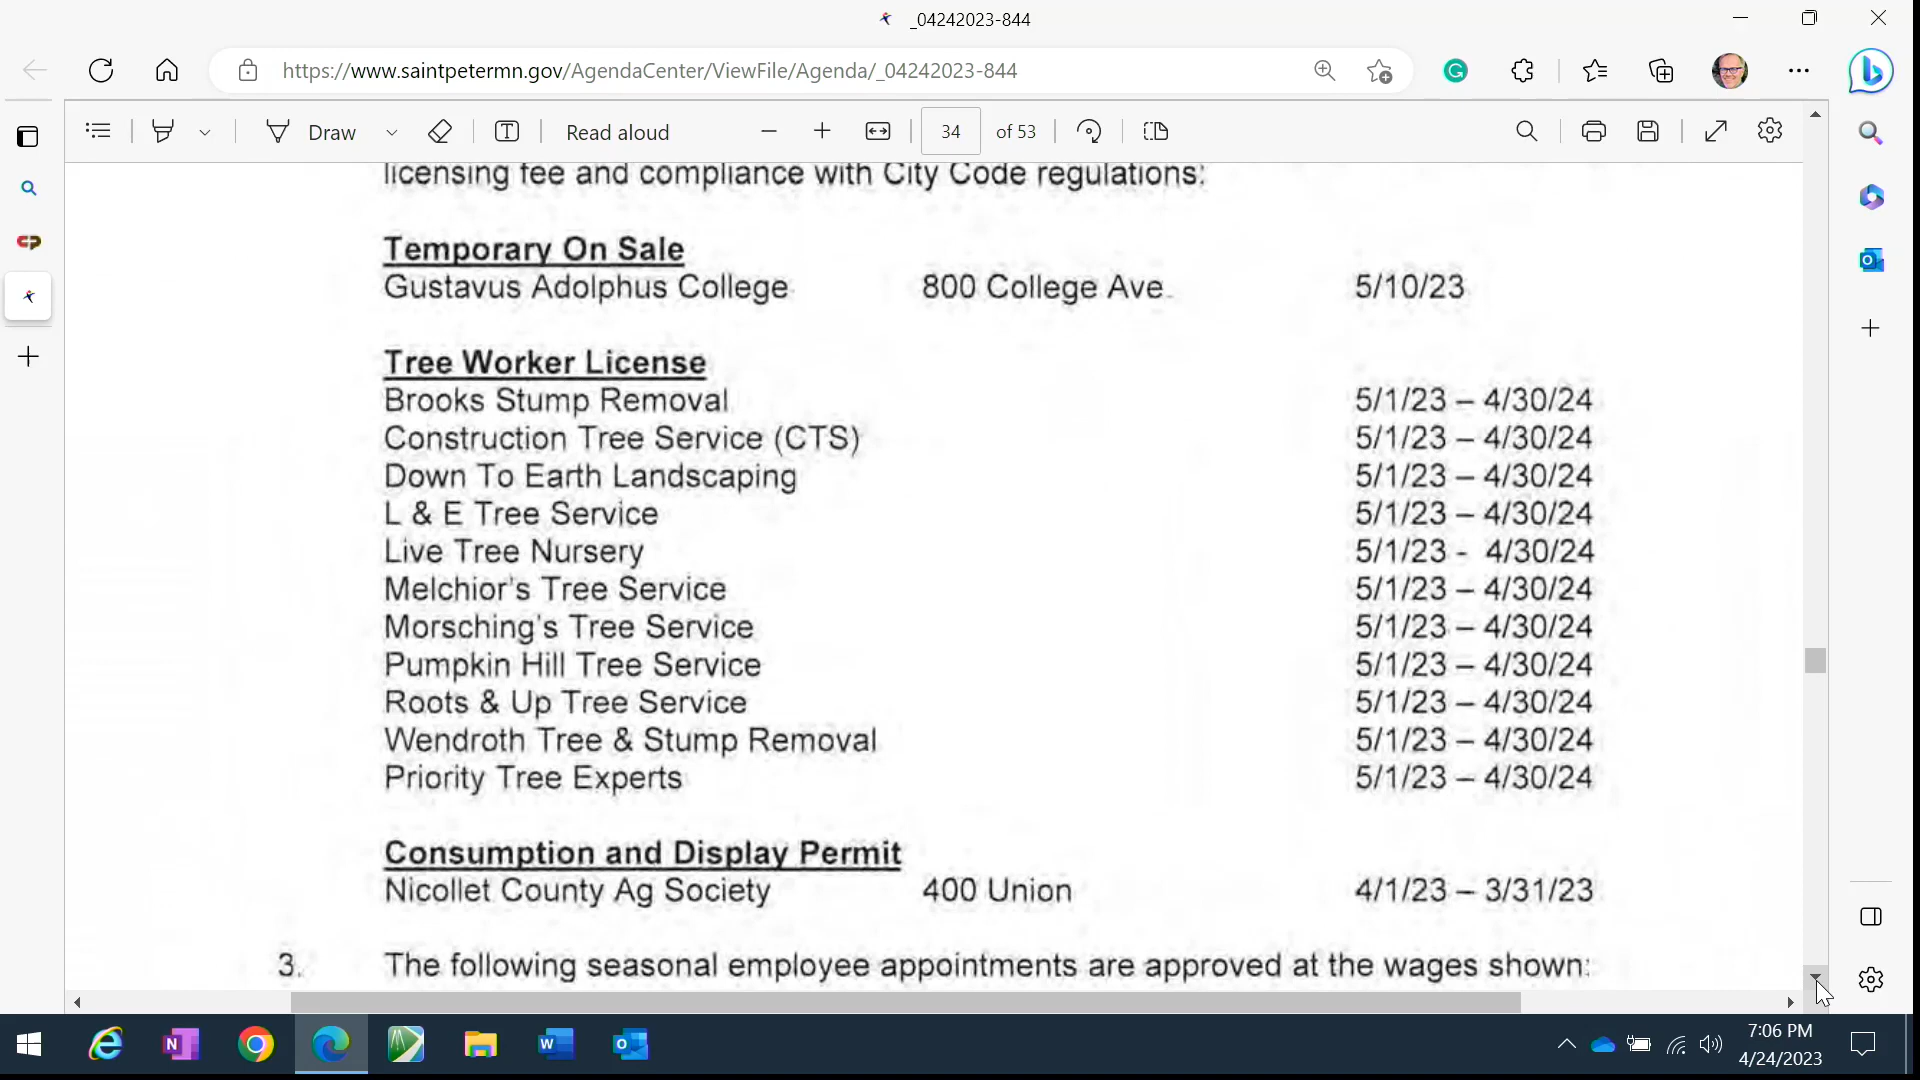 _04242023-844
https://www.saintpetermn.gov/AgendaCenter/ViewFile/Agenda/_04242023-844
Draw
Read aloud
34 of 53
licensing fee and compliance with City Code regulations:
Temporary On Sale
Gustavus Adolphus College 800 College Ave. 5/10/23
Tree Worker License
Brooks Stump Removal 5/1/23 – 4/30/24
Construction Tree Service (CTS) 5/1/23 – 4/30/24
Down To Earth Landscaping 5/1/23 – 4/30/24
L & E Tree Service 5/1/23 – 4/30/24
Live Tree Nursery 5/1/23 - 4/30/24
Melchior's Tree Service 5/1/23 – 4/30/24
Morsching's Tree Service 5/1/23 – 4/30/24
Pumpkin Hill Tree Service 5/1/23 – 4/30/24
Roots & Up Tree Service 5/1/23 – 4/30/24
Wendroth Tree & Stump Removal 5/1/23 – 4/30/24
Priority Tree Experts 5/1/23 – 4/30/24
Consumption and Display Permit
Nicollet County Ag Society 400 Union 4/1/23 – 3/31/23
3. The following seasonal employee appointments are approved at the wages shown:
7:06 PM
4/24/2023